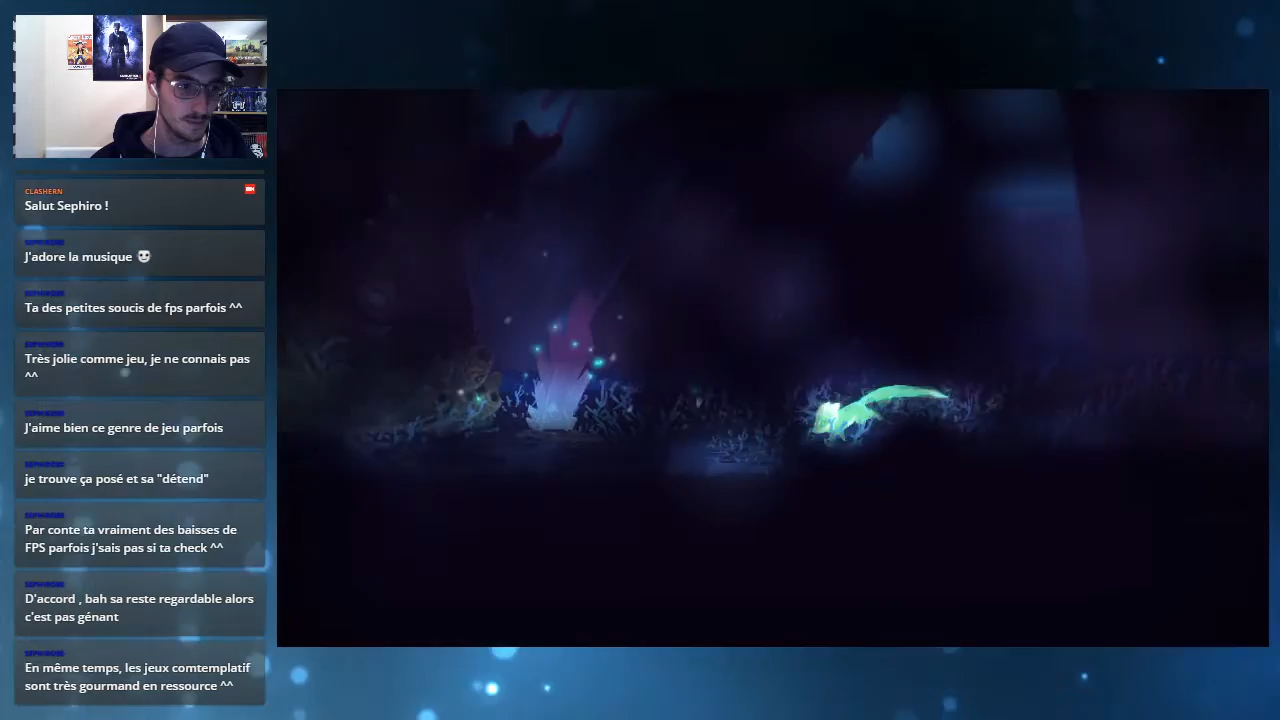 CLASHERN
Salut Sephiro !
J'adore la musique
Ta des petites soucis de fps parfois ^^
Très jolie comme jeu, je ne connais pas
^^
J'aime bien ce genre de jeu parfois
je trouve ça posé et sa "détend"
Par conte ta vraiment des baisses de
FPS parfois j'sais pas si ta check ^^
D'accord , bah sa reste regardable alors
c'est pas génant
En même temps, les jeux comtemplatif
sont très gourmand en ressource ^^